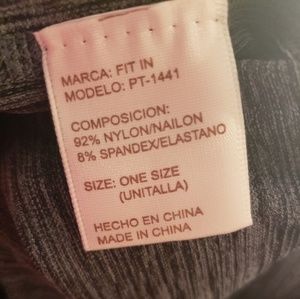 MARCA: FIT IN
MODELO: PT-1441
COMPOSICION:
92% NYLON/NAILON
8% SPANDEX/ELASTANO
SIZE: ONE SIZE
(UNITALLA)
HECHO EN CHINA
MADE IN CHINA